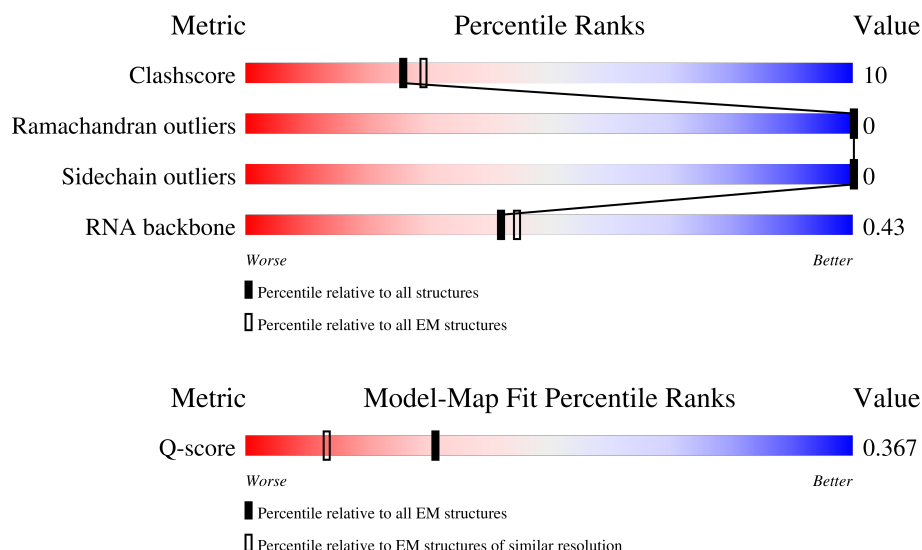 Metric Percentile Ranks Value
Clashscore 10
Ramachandran outliers 0
Sidechain outliers 0
RNA backbone 0.43
Worse Better
Percentile relative to all structures
Percentile relative to all EM structures
Metric Model-Map Fit Percentile Ranks Value
Q-score 0.367
Worse Better
Percentile relative to all EM structures
Percentile relative to EM structures of similar resolution